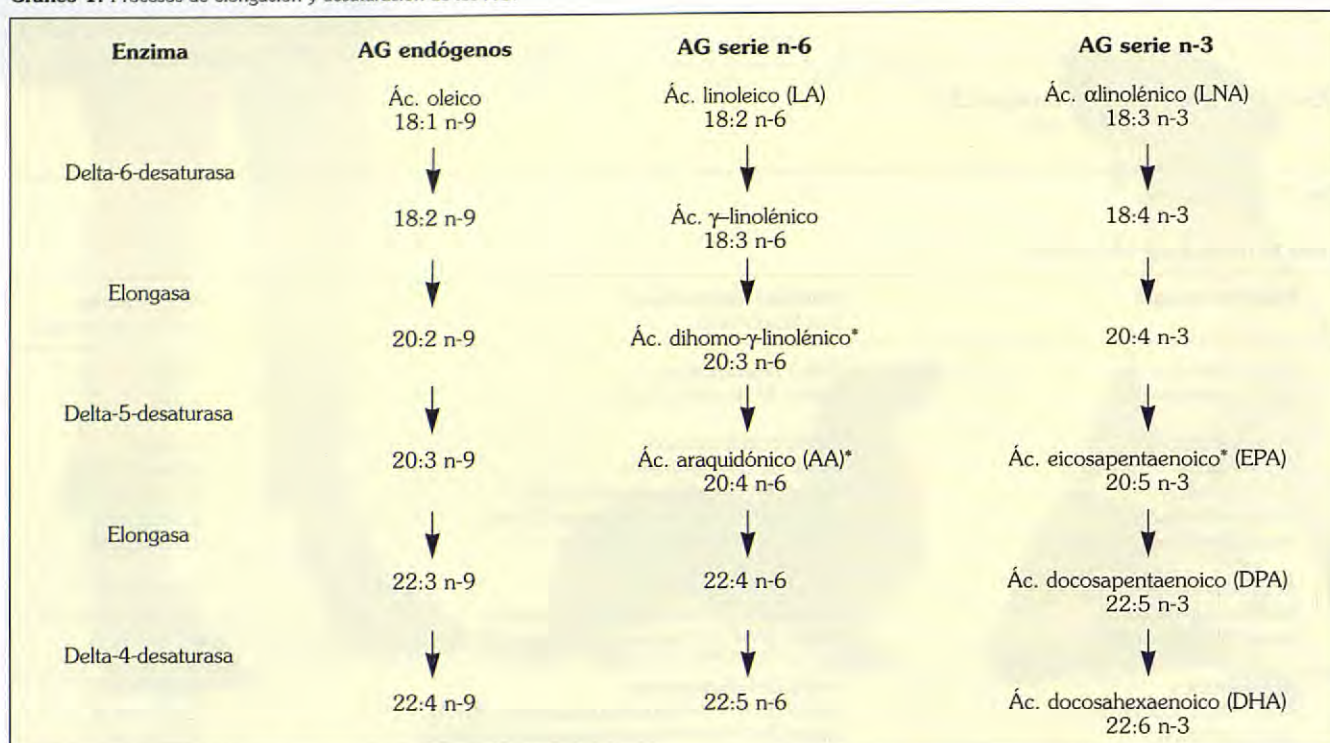 Enzima AG endógenos AG serie n-6 AG serie n-3
Ác. oleico Ác. linoleico (LA) Ác. αlinolénico (LNA)
18:1 n-9 18:2 n-6 18:3 n-3
Delta-6-desaturasa
18:2 n-9 Ác. γ–linolénico 18:4 n-3
18:3 n-6
Elongasa
20:2 n-9 Ác. dihomo-γ-linolénico* 20:4 n-3
20:3 n-6
Delta-5-desaturasa
20:3 n-9 Ác. araquidónico (AA)* Ác. eicosapentaenoico* (EPA)
20:4 n-6 20:5 n-3
Elongasa
22:3 n-9 22:4 n-6 Ác. docosapentaenoico (DPA)
22:5 n-3
Delta-4-desaturasa
22:4 n-9 22:5 n-6 Ác. docosahexaenoico (DHA)
22:6 n-3